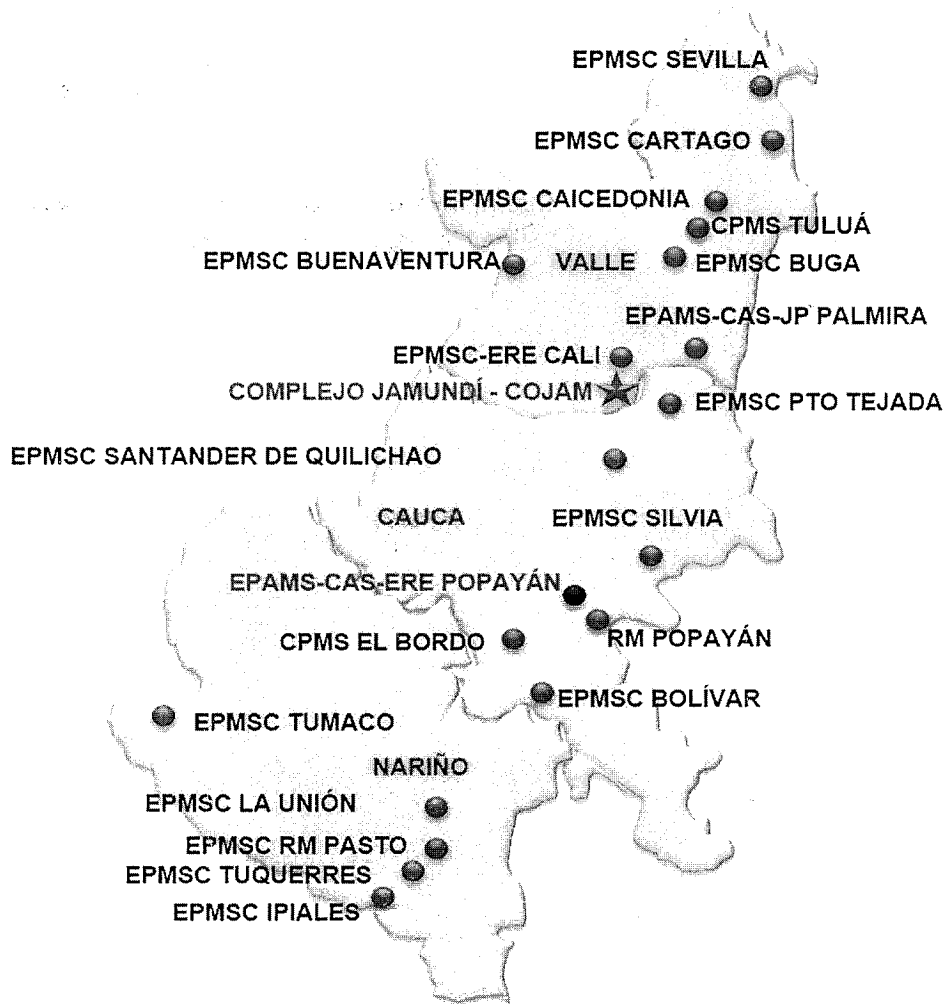 EPMSC SEVILLA
EPMSC CARTAGO
EPMSC CAICEDONIA
CPMS TULUÁ
EPMSC BUENAVENTURA
VALLE
EPMSC BUGA
EPAMS-CAS-JP PALMIRA
EPMSC-ERE CALI
COMPLEJO JAMUNDÍ - COJAM
EPMSC PTO TEJADA
EPMSC SANTANDER DE QUILICHAO
CAUCA
EPMSC SILVIA
EPAMS-CAS-ERE POPAYÁN
RM POPAYÁN
CPMS EL BORDO
EPMSC BOLÍVAR
EPMSC TUMACO
NARIÑO
EPMSC LA UNIÓN
EPMSC RM PASTO
EPMSC TUQUERRES
EPMSC IPIALES